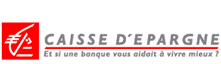 CAISSE D'EPARGNE
Et si une banque vous aidait à vivre mieux ?